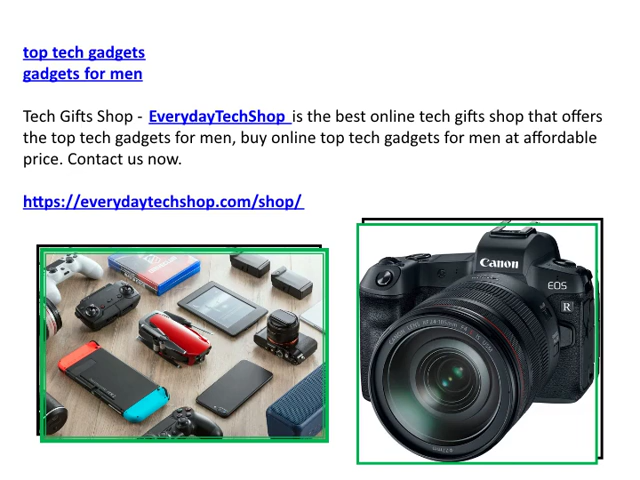 top tech gadgets
gadgets for men
Tech Gifts Shop - EverydayTechShop is the best online tech gifts shop that offers
the top tech gadgets for men, buy online top tech gadgets for men at affordable
price. Contact us now.
https://everydaytechshop.com/shop/
Canon
EOS
R